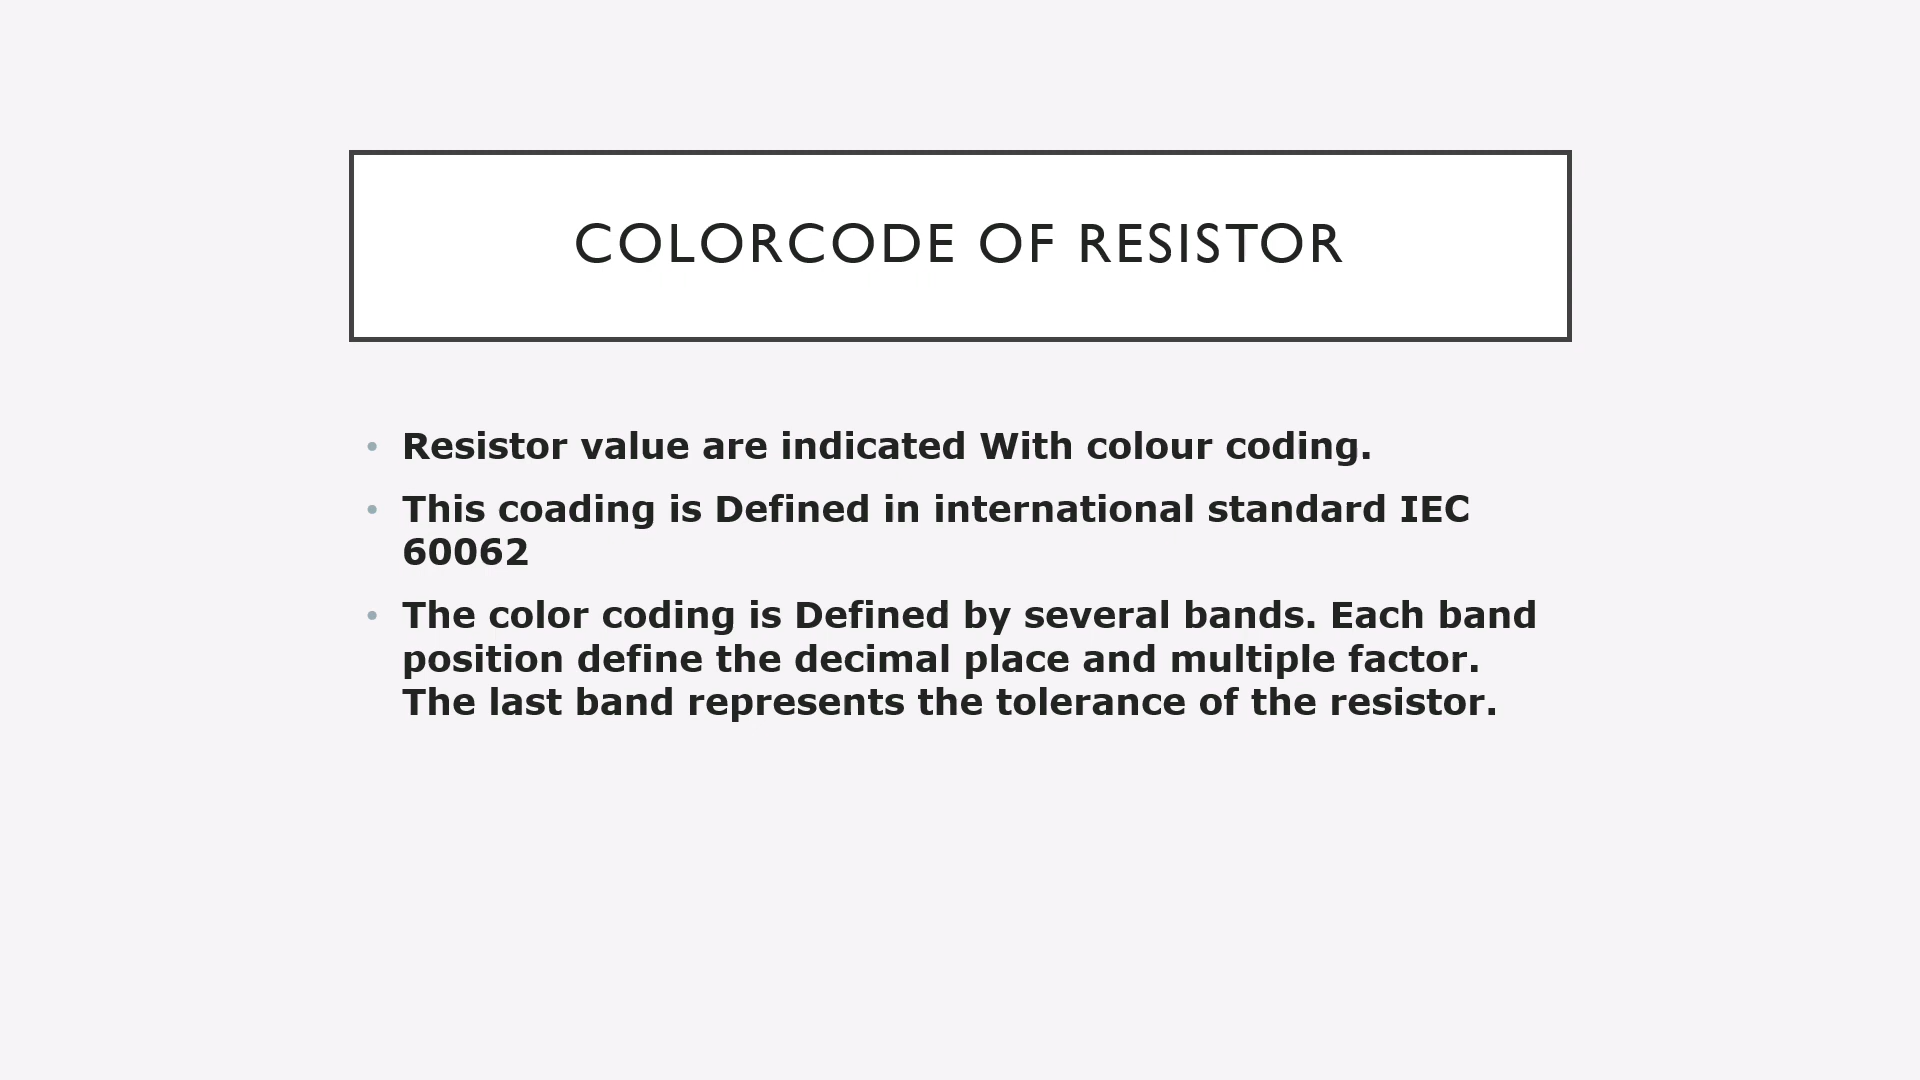 COLORCODE OF RESISTOR
• Resistor value are indicated With colour coding.
• This coading is Defined in international standard IEC
60062
• The color coding is Defined by several bands. Each band
position define the decimal place and multiple factor.
The last band represents the tolerance of the resistor.